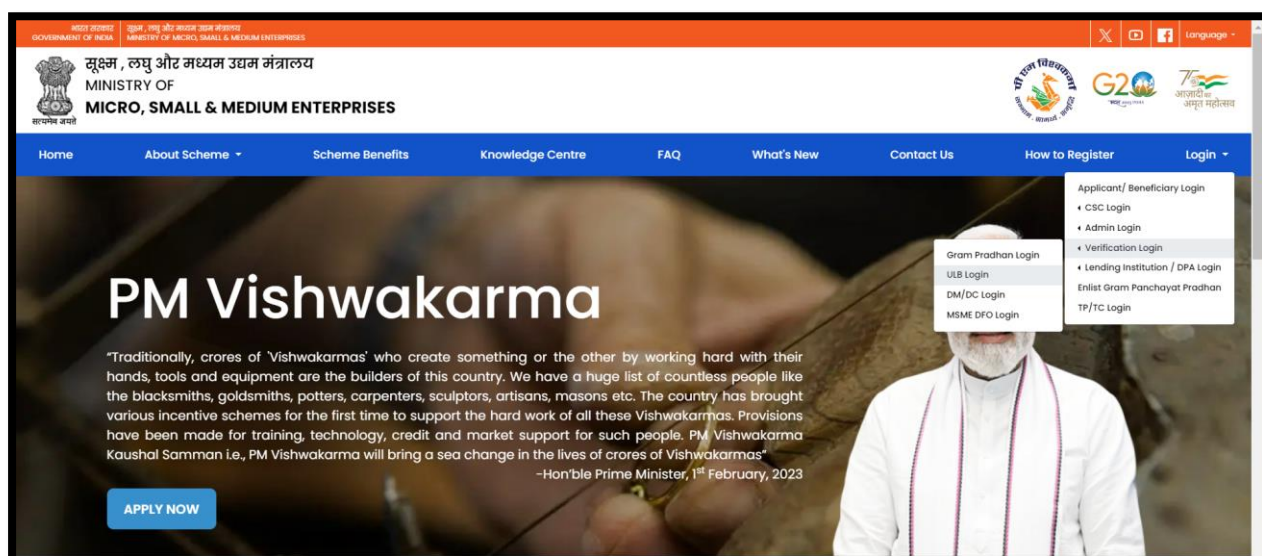 भारत सरकार
GOVERNMENT OF INDIA
सूक्ष्म , लघु और मध्यम उद्यम मंत्रालय
MINISTRY OF MICRO, SMALL & MEDIUM ENTERPRISES
Language
सूक्ष्म , लघु और मध्यम उद्यम मंत्रालय
MINISTRY OF
MICRO, SMALL & MEDIUM ENTERPRISES
सत्यमेव जयते
पी एम विश्वकर्मा
सम्मान , सामर्थ्य , समृद्धि
G20
आज़ादी का
अमृत महोत्सव
Home About Scheme Scheme Benefits Knowledge Centre FAQ What's New Contact Us How to Register Login
Applicant/ Beneficiary Login
CSC Login
Admin Login
Verification Login
Lending Institution / DPA Login
Enlist Gram Panchayat Pradhan
TP/TC Login
Gram Pradhan Login
ULB Login
DM/DC Login
MSME DFO Login
PM Vishwakarma
“Traditionally, crores of 'Vishwakarmas' who create something or the other by working hard with their
hands, tools and equipment are the builders of this country. We have a huge list of countless people like
the blacksmiths, goldsmiths, potters, carpenters, sculptors, artisans, masons etc. The country has brought
various incentive schemes for the first time to support the hard work of all these Vishwakarmas. Provisions
have been made for training, technology, credit and market support for such people. PM Vishwakarma
Kaushal Samman i.e., PM Vishwakarma will bring a sea change in the lives of crores of Vishwakarmas”
-Hon'ble Prime Minister, 1st February, 2023
APPLY NOW